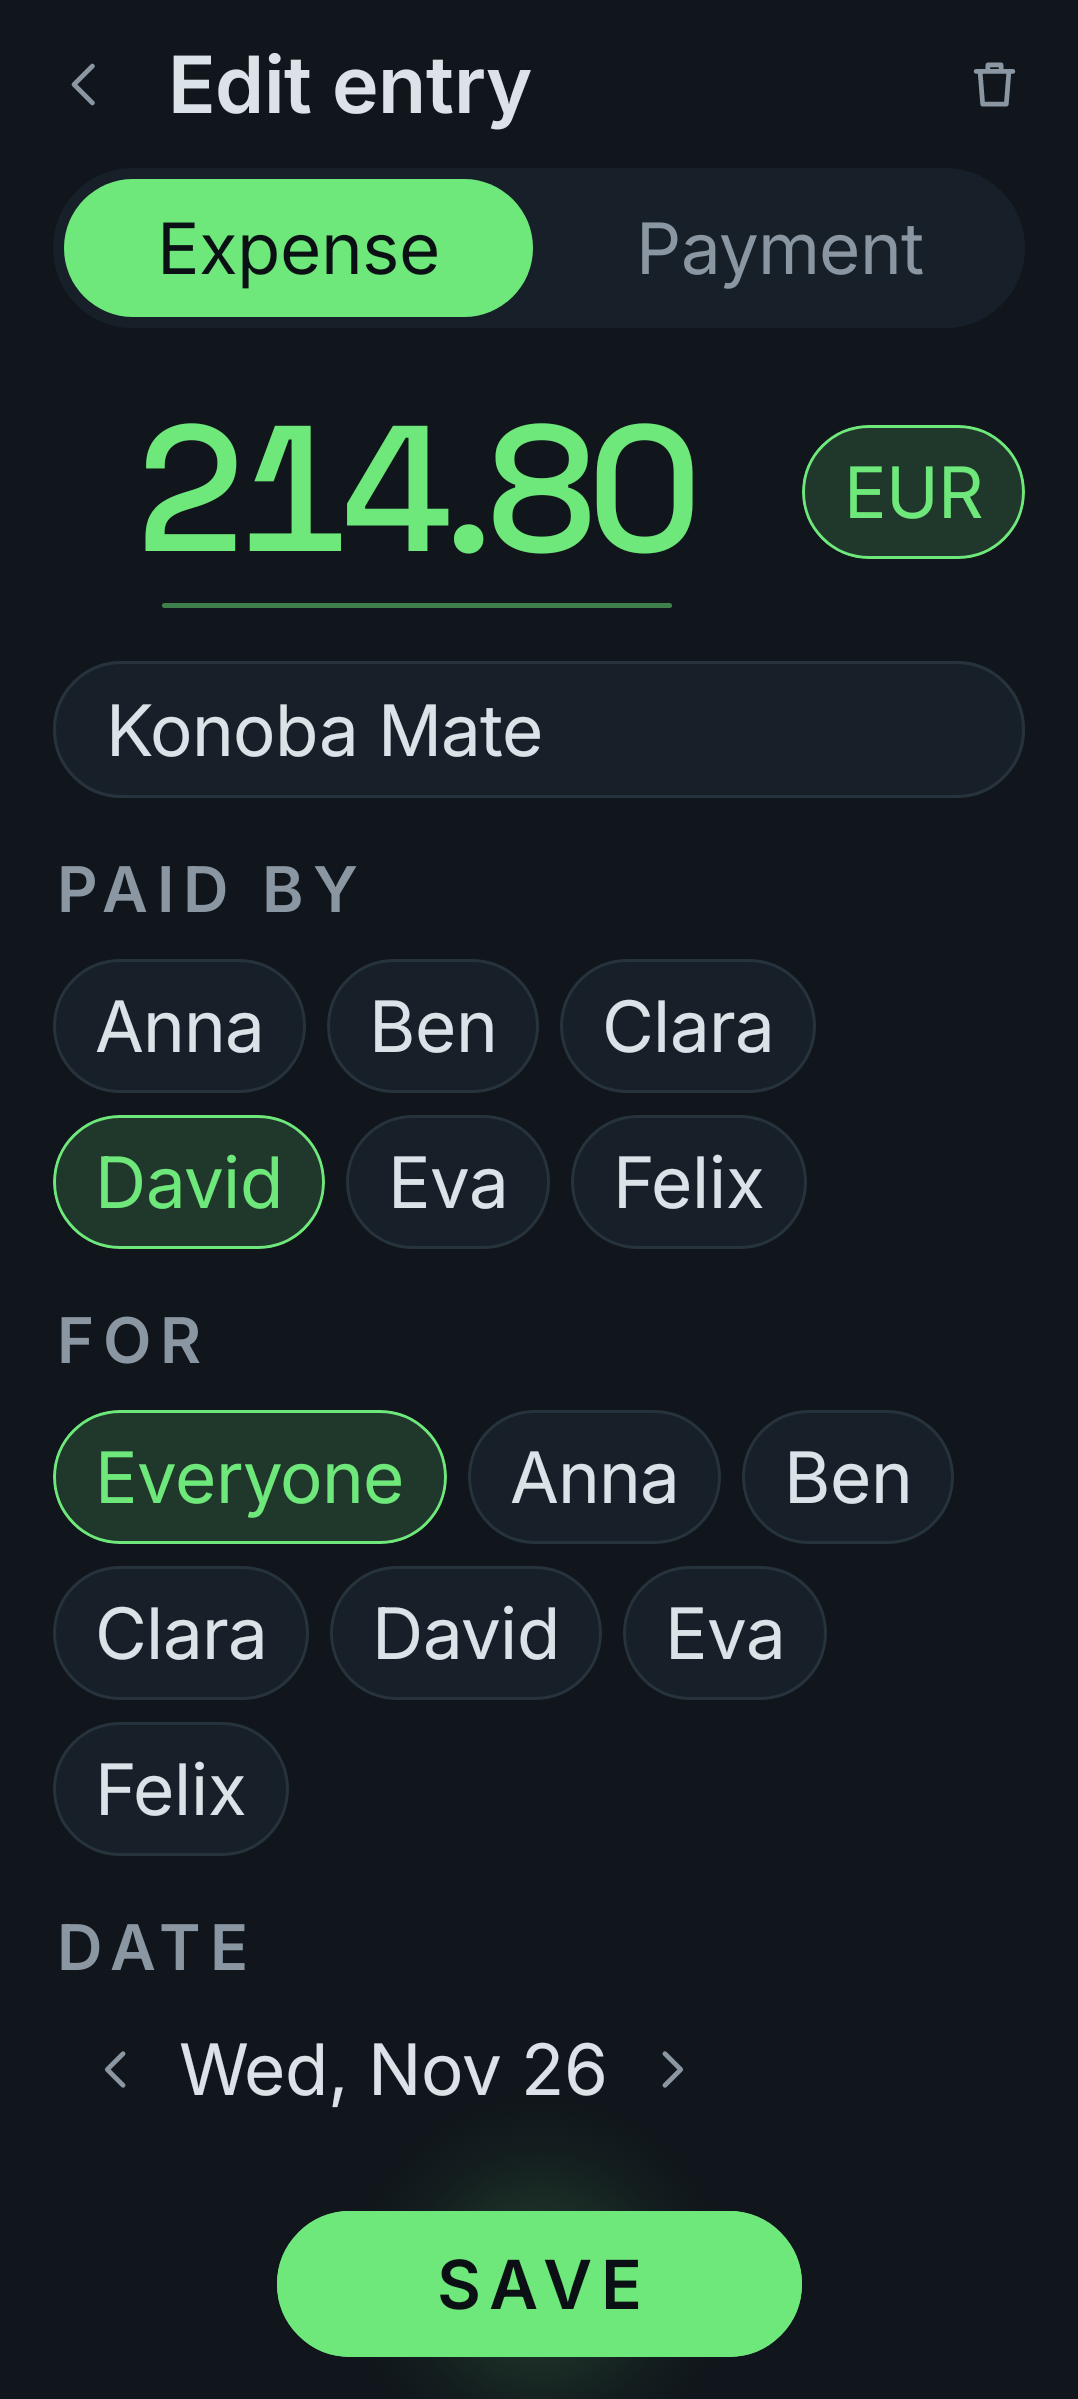 Edit entry
Expense Payment
214.80 EUR
Konoba Mate
PAID BY
Anna Ben Clara
David Eva Felix
FOR
Everyone Anna Ben
Clara David Eva
Felix
DATE
Wed, Nov 26
SAVE